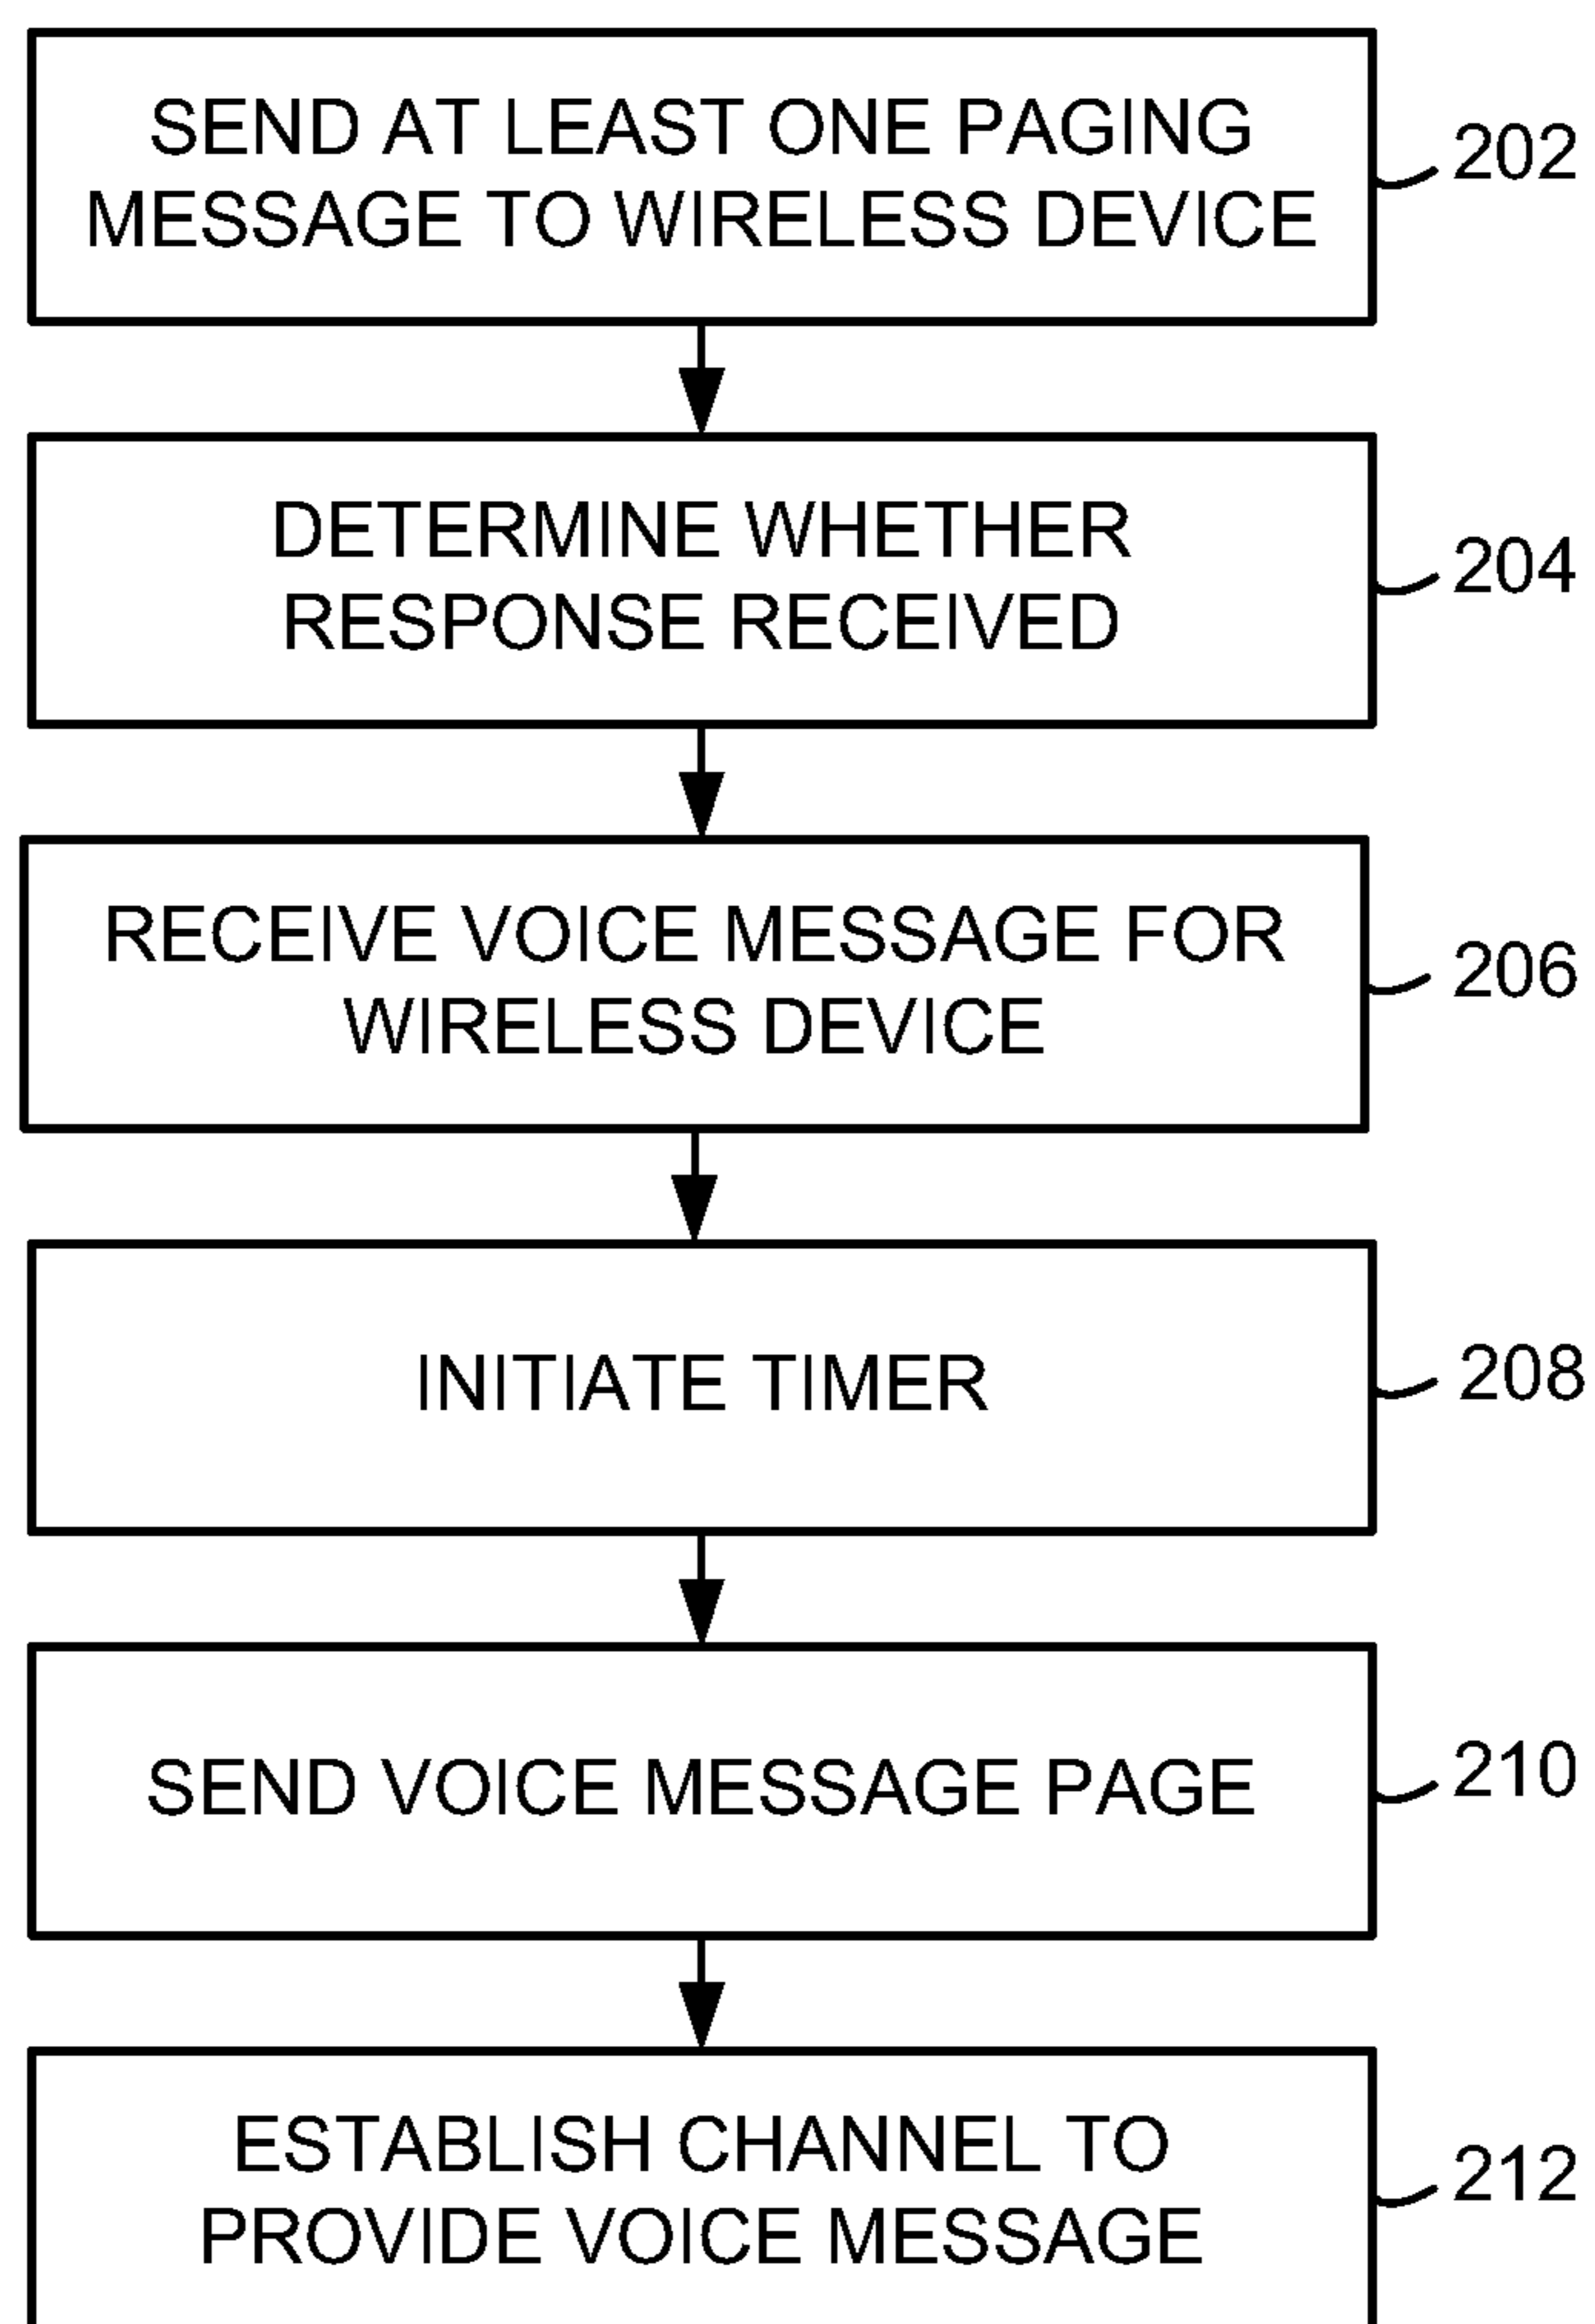 SEND AT LEAST ONE PAGING
MESSAGE TO WIRELESS DEVICE
202
DETERMINE WHETHER
RESPONSE RECEIVED
204
RECEIVE VOICE MESSAGE FOR
WIRELESS DEVICE
206
INITIATE TIMER
208
SEND VOICE MESSAGE PAGE
210
ESTABLISH CHANNEL TO
PROVIDE VOICE MESSAGE
212